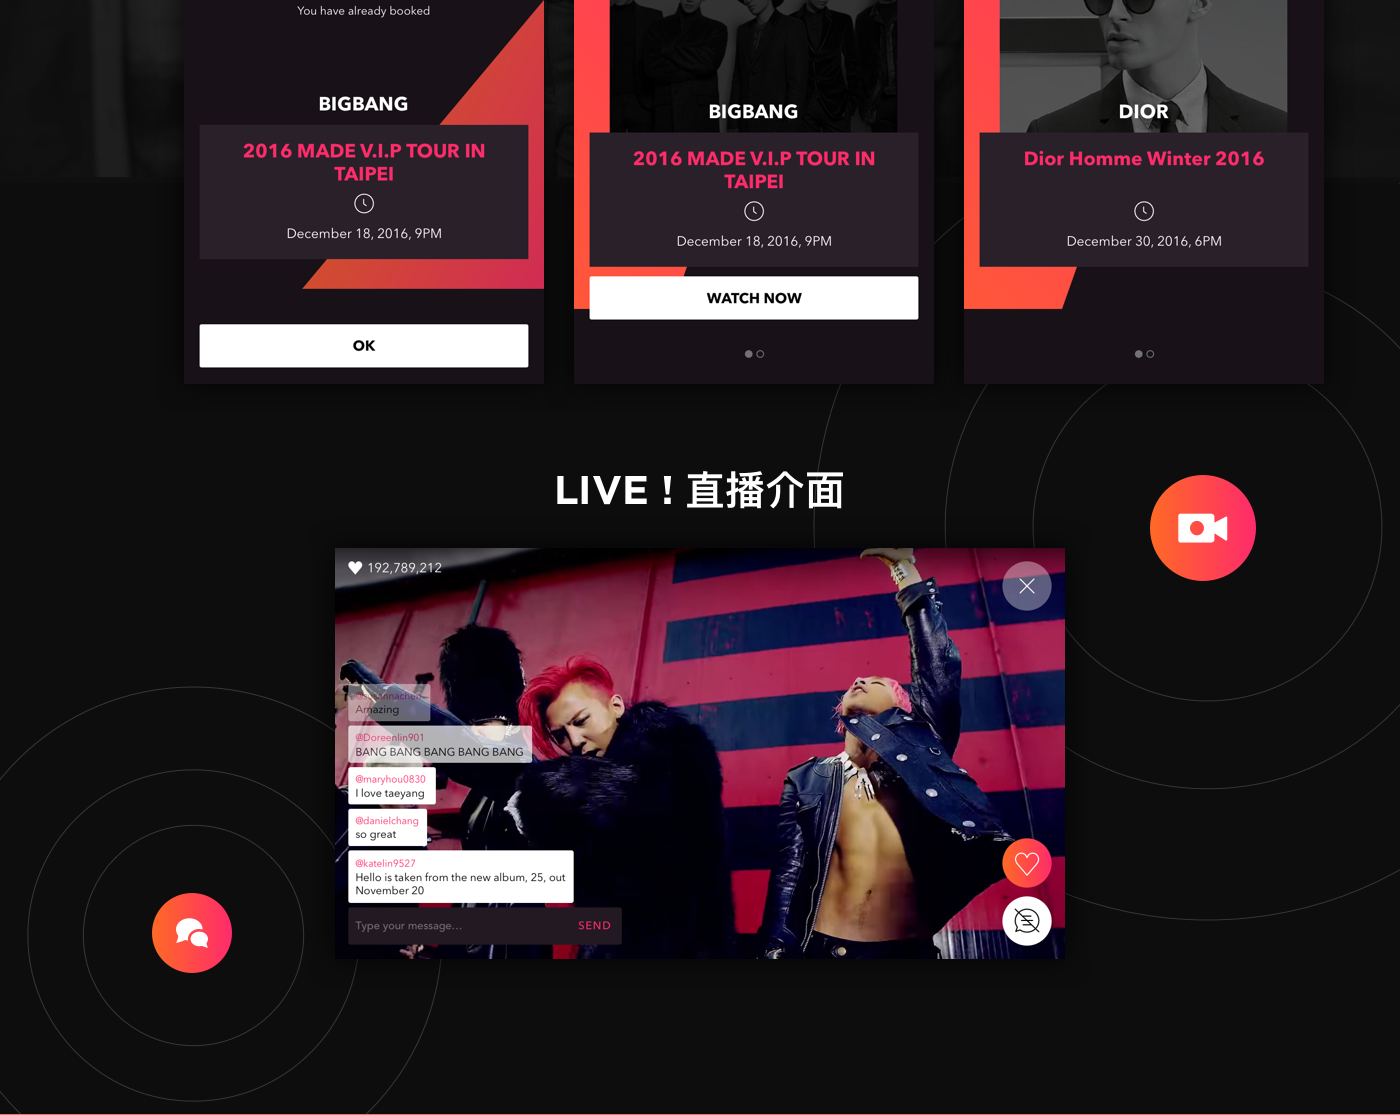 You have already booked
BIGBANG
2016 MADE V.I.P TOUR IN
TAIPEI
December 18, 2016, 9PM
OK
BIGBANG
2016 MADE V.I.P TOUR IN
TAIPEI
December 18, 2016, 9PM
WATCH NOW
DIOR
Dior Homme Winter 2016
December 30, 2016, 6PM
LIVE ! 直播介面
192,789,212
Amazing
@Doreenlin901
BANG BANG BANG BANG BANG
@maryhou0830
I love taeyang
@danielchang
so great
@katelin9527
Hello is taken from the new album, 25, out
November 20
Type your message... SEND